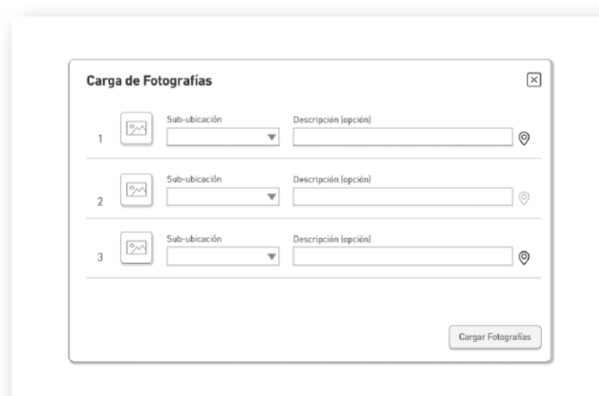 Carga de Fotografías
Sub-ubicación Descripción (opción)
1
Sub-ubicación Descripción (opción)
2
Sub-ubicación Descripción (opción)
3
Cargar Fotografías